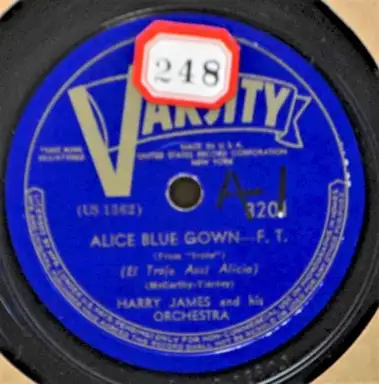 248
VARSITY
TRADE MARK
REGISTERED
MADE IN U.S.A.
UNITED STATES RECORD CORPORATION
NEW YORK
A-1
(US 1362)
8201
ALICE BLUE GOWN—F. T.
(From "Irene")
(El Traje Azul Alicia)
(McCarthy-Tierney)
HARRY JAMES and his
ORCHESTRA